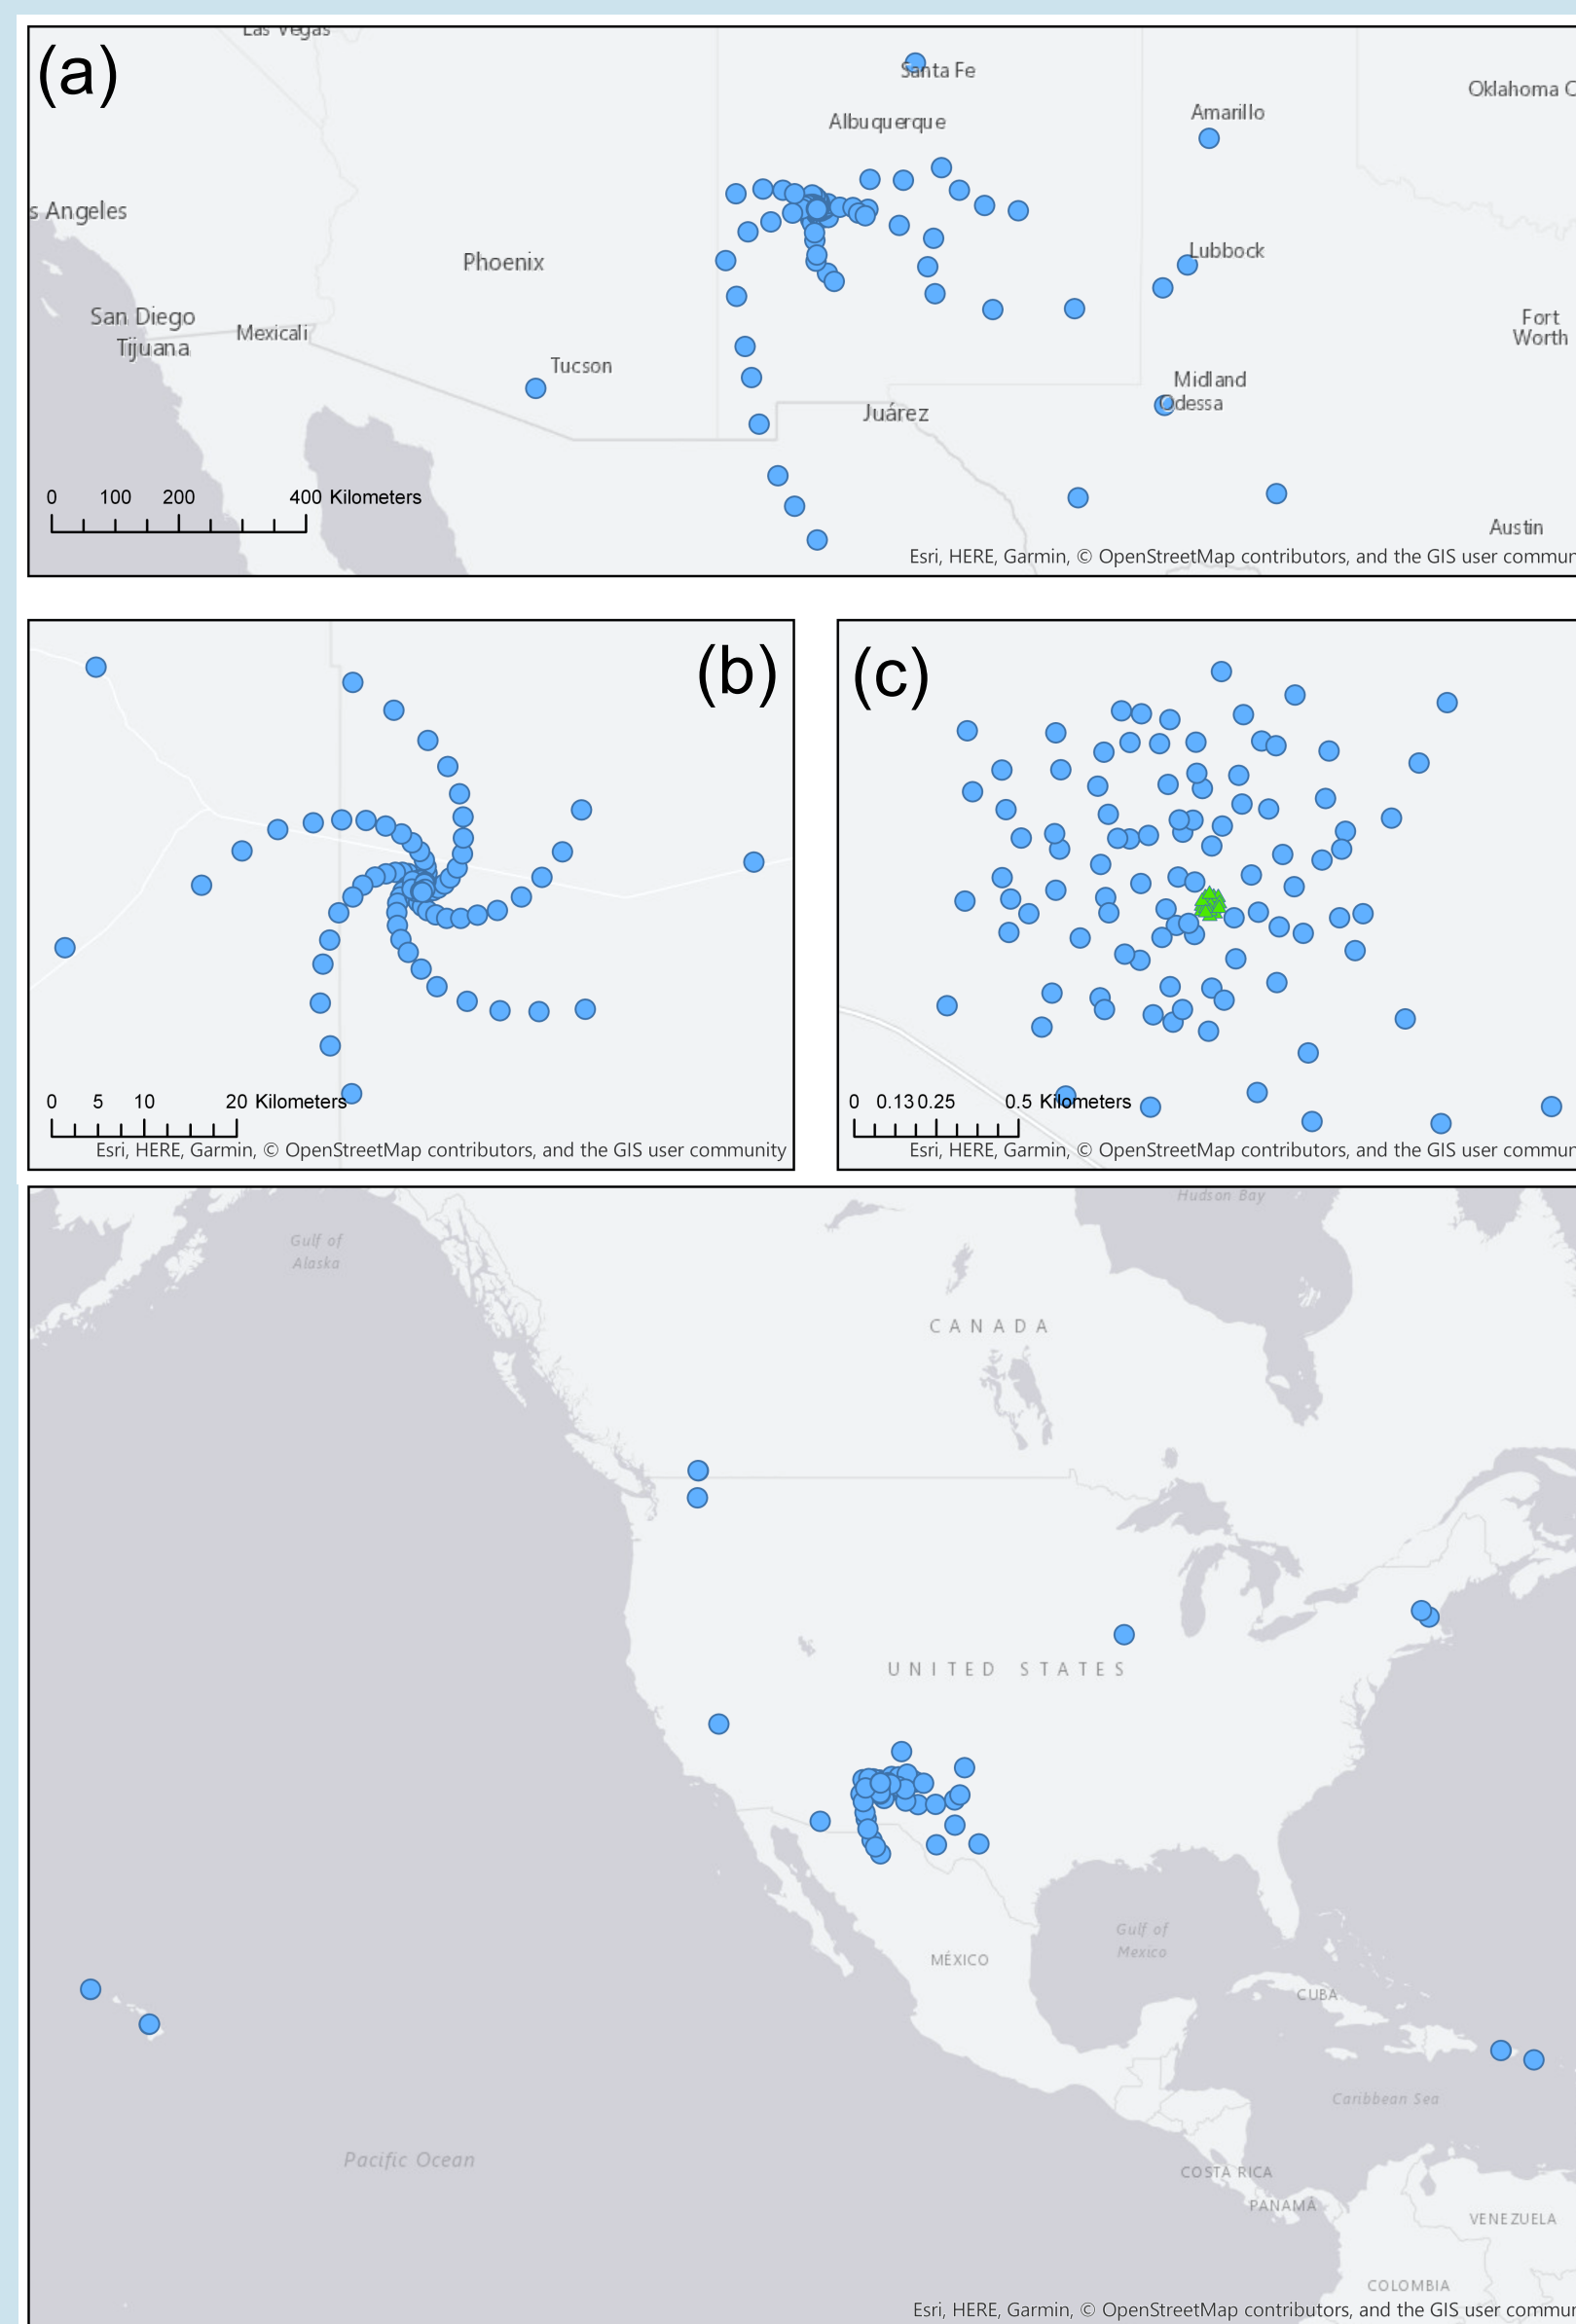 Las Vegas
(a)
Santa Fe
Oklahoma C
Amarillo
Albuquerque
s Angeles
Phoenix
Lubbock
San Diego
Tijuana
Mexicali
Fort
Worth
Tucson
Midland
Odessa
Juárez
0 100 200 400 Kilometers
Austin
Esri, HERE, Garmin, © OpenStreetMap contributors, and the GIS user commun
(b)
0 5 10 20 Kilometers
Esri, HERE, Garmin, © OpenStreetMap contributors, and the GIS user community
(c)
0 0.13 0.25 0.5 Kilometers
Esri, HERE, Garmin, © OpenStreetMap contributors, and the GIS user commun
Hudson Bay
Gulf of
Alaska
CANADA
UNITED STATES
Gulf of
Mexico
MÉXICO
CUBA
Caribbean Sea
Pacific Ocean
COSTA RICA
PANAMÁ
VENEZUELA
COLOMBIA
Esri, HERE, Garmin, © OpenStreetMap contributors, and the GIS user commun